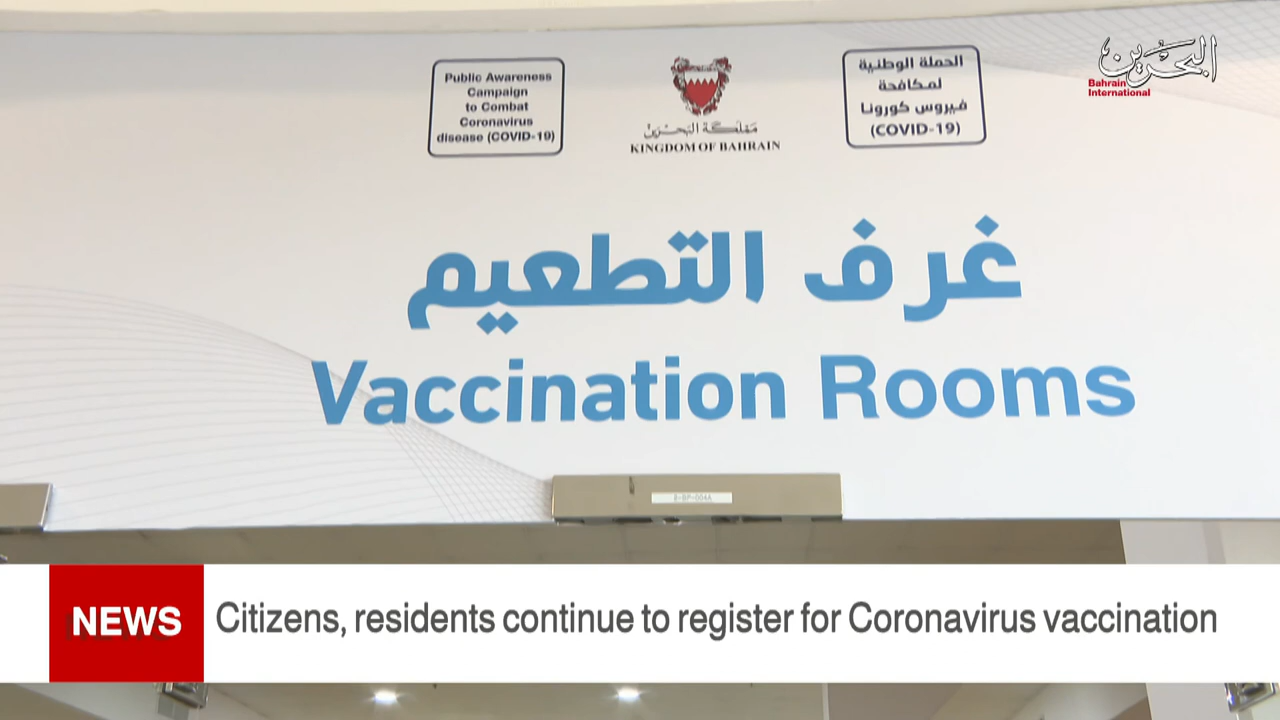 Public Awareness
Campaign
to Combat
Coronavirus
disease (COVID-19)
مملكة البحرين
KINGDOM OF BAHRAIN
الحملة الوطنية
لمكافحة
فيروس كورونا
(COVID-19)
البحرين
Bahrain
International
غرف التطعيم
Vaccination Rooms
NEWS
Citizens, residents continue to register for Coronavirus vaccination